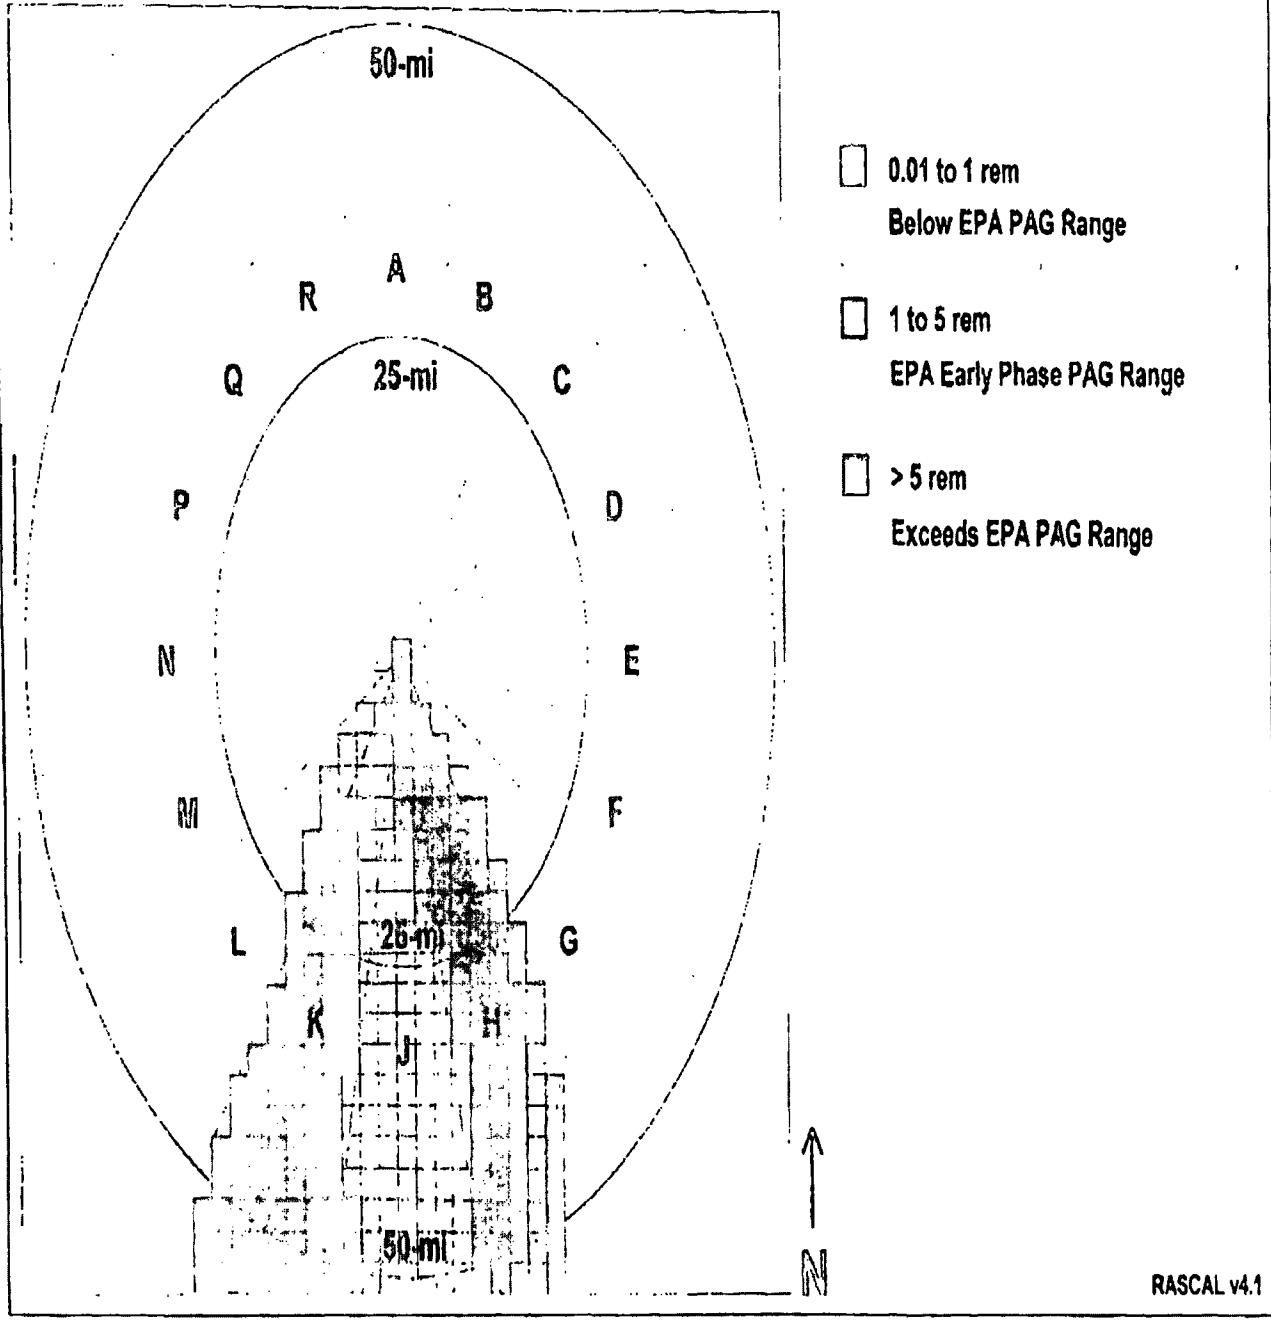 50-mi
0.01 to 1 rem
Below EPA PAG Range
A
R
B
1 to 5 rem
25-mi
EPA Early Phase PAG Range
Q
C
> 5 rem
P
D
Exceeds EPA PAG Range
N
E
M
F
25-mi
L
G
K
H
J
50-mi
N
RASCAL v4.1